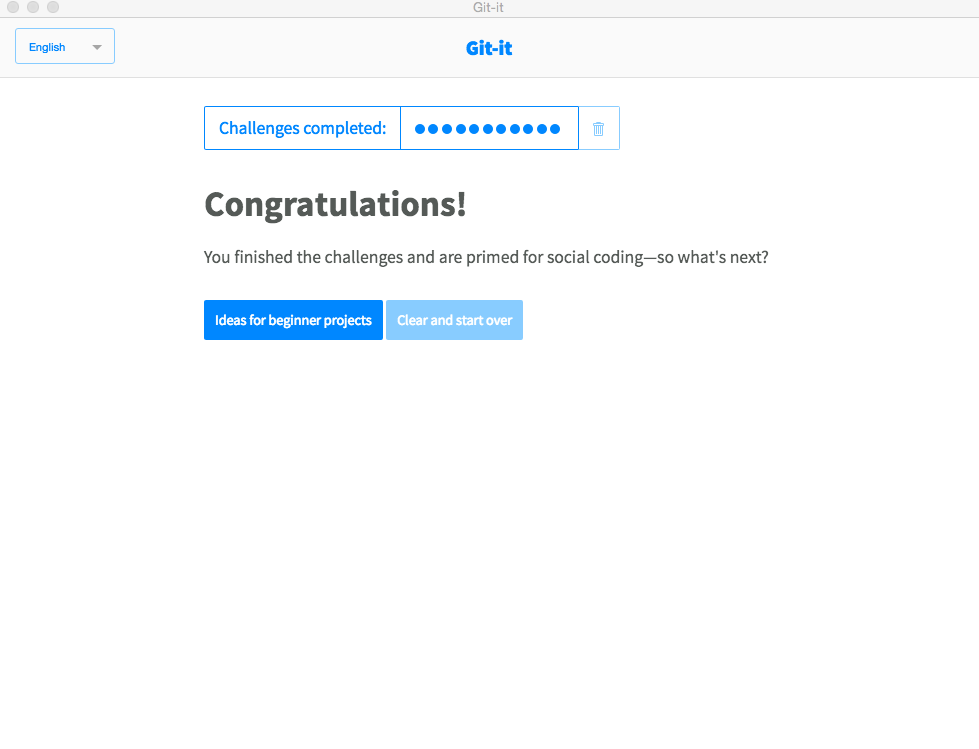 Git-it
English
Git-it
Challenges completed:
Congratulations!
You finished the challenges and are primed for social coding—so what's next?
Ideas for beginner projects
Clear and start over